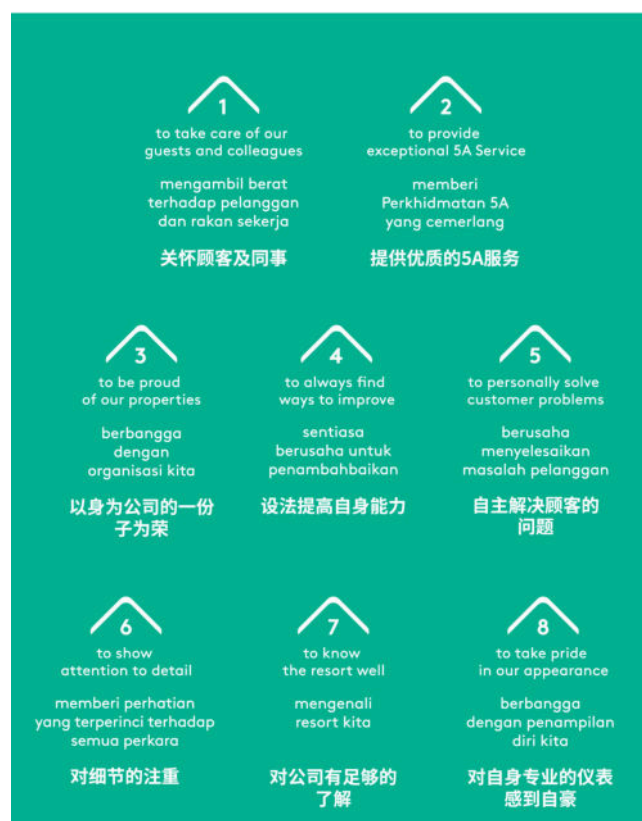 1
to take care of our
guests and colleagues
mengambil berat
terhadap pelanggan
dan rakan sekerja
关怀顾客及同事
2
to provide
exceptional 5A Service
memberi
Perkhidmatan 5A
yang cemerlang
提供优质的5A服务
3
to be proud
of our properties
berbangga
dengan
organisasi kita
以身为公司的一份
子为荣
4
to always find
ways to improve
sentiasa
berusaha untuk
penambahbaikan
设法提高自身能力
5
to personally solve
customer problems
berusaha
menyelesaikan
masalah pelanggan
自主解决顾客的
问题
6
to show
attention to detail
memberi perhatian
yang terperinci terhadap
semua perkara
对细节的注重
7
to know
the resort well
mengenali
resort kita
对公司有足够的
了解
8
to take pride
in our appearance
berbangga
dengan penampilan
diri kita
对自身专业的仪表
感到自豪